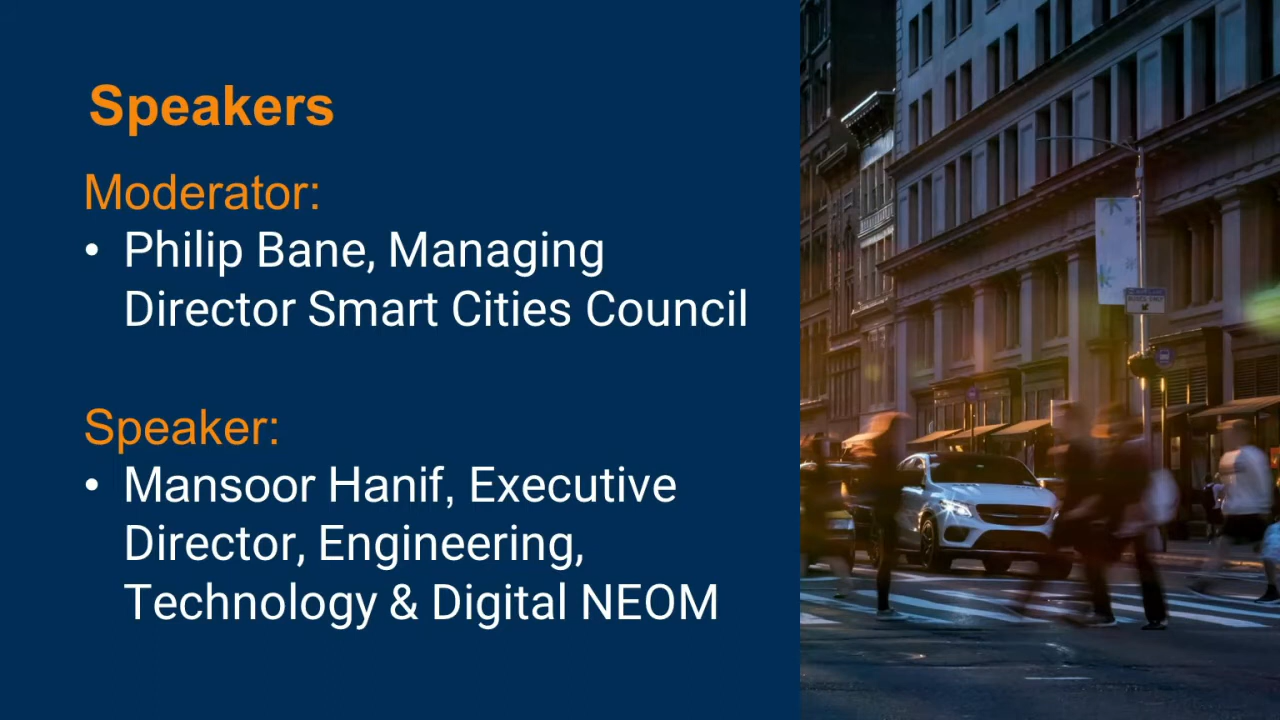 Speakers
Moderator:
• Philip Bane, Managing
Director Smart Cities Council
Speaker:
• Mansoor Hanif, Executive
Director, Engineering,
Technology & Digital NEOM